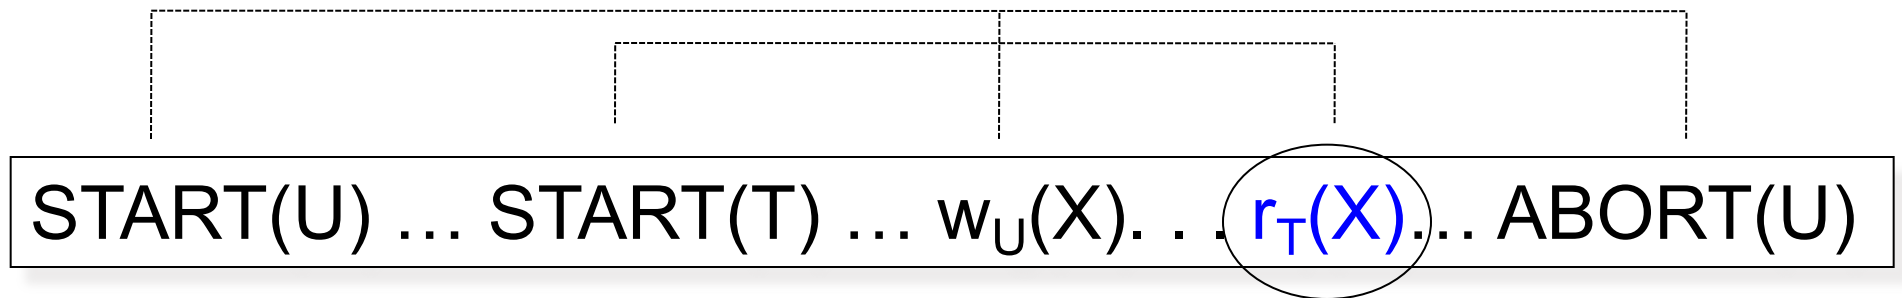 START(U) … START(T) … wU(X). . . rT(X)… ABORT(U)